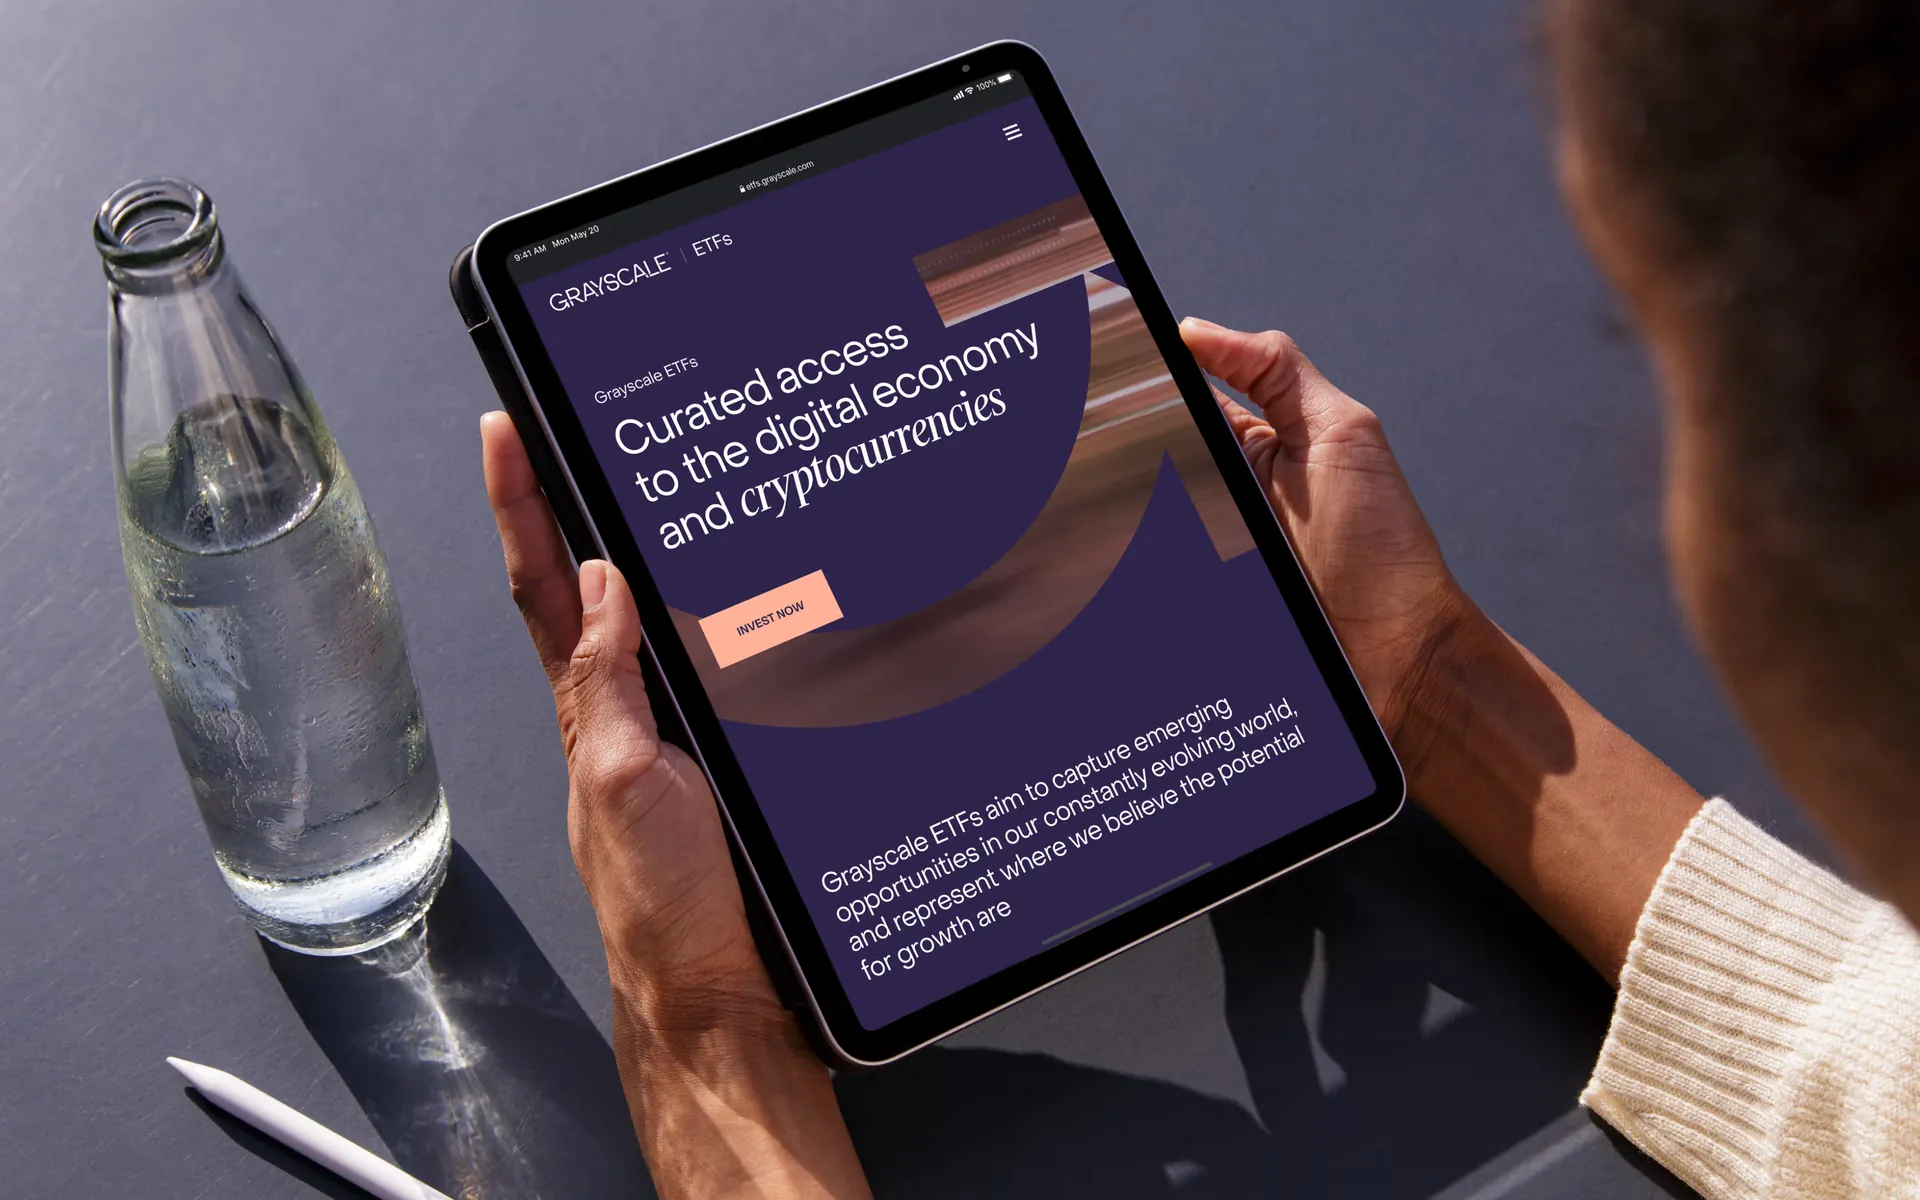 9:41 AM Mon May 20
etfs.grayscale.com
100%
GRAYSCALE | ETFs
Grayscale ETFs
Curated access
to the digital economy
and cryptocurrencies
INVEST NOW
Grayscale ETFs aim to capture emerging
opportunities in our constantly evolving world,
and represent where we believe the potential
for growth are